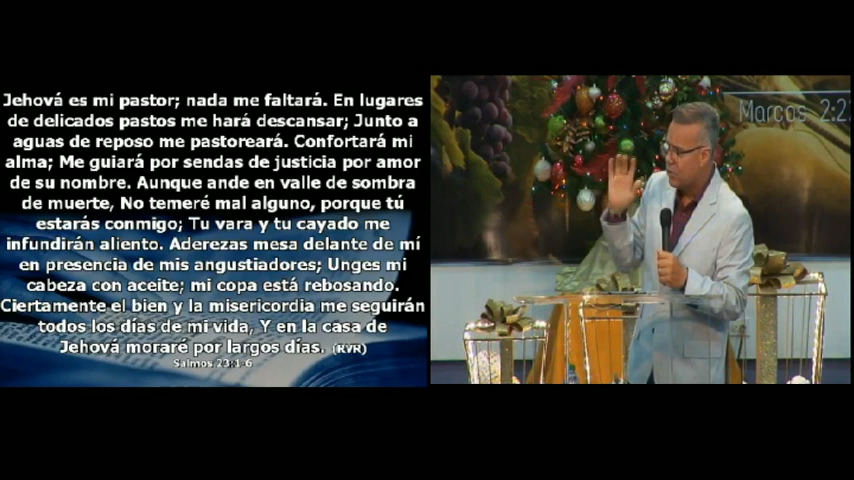 Jehová es mi pastor; nada me faltará. En lugares
de delicados pastos me hará descansar; Junto a
aguas de reposo me pastoreará. Confortará mi
alma; Me guiará por sendas de justicia por amor
de su nombre. Aunque ande en valle de sombra
de muerte, No temeré mal alguno, porque tú
estarás conmigo; Tu vara y tu cayado me
infundirán aliento. Aderezas mesa delante de mí
en presencia de mis angustiadores; Unges mi
cabeza con aceite; mi copa está rebosando.
Ciertamente el bien y la misericordia me seguirán
todos los días de mi vida, Y en la casa de
Jehová moraré por largos días. (RVR)
Salmos 23:1-6
Marcos 2:2